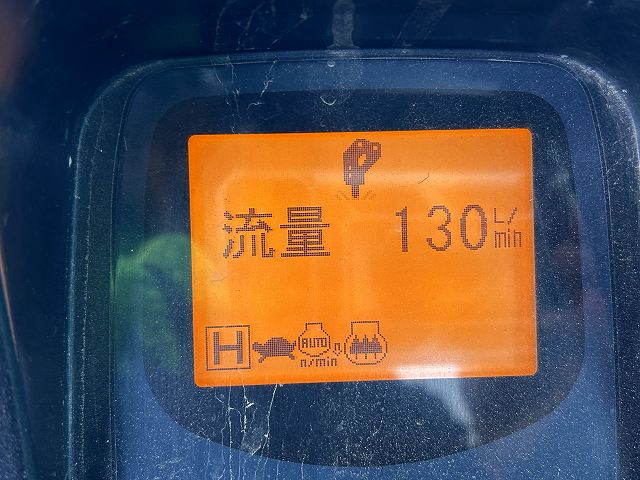 流量 130 L/min
H AUTO n/min